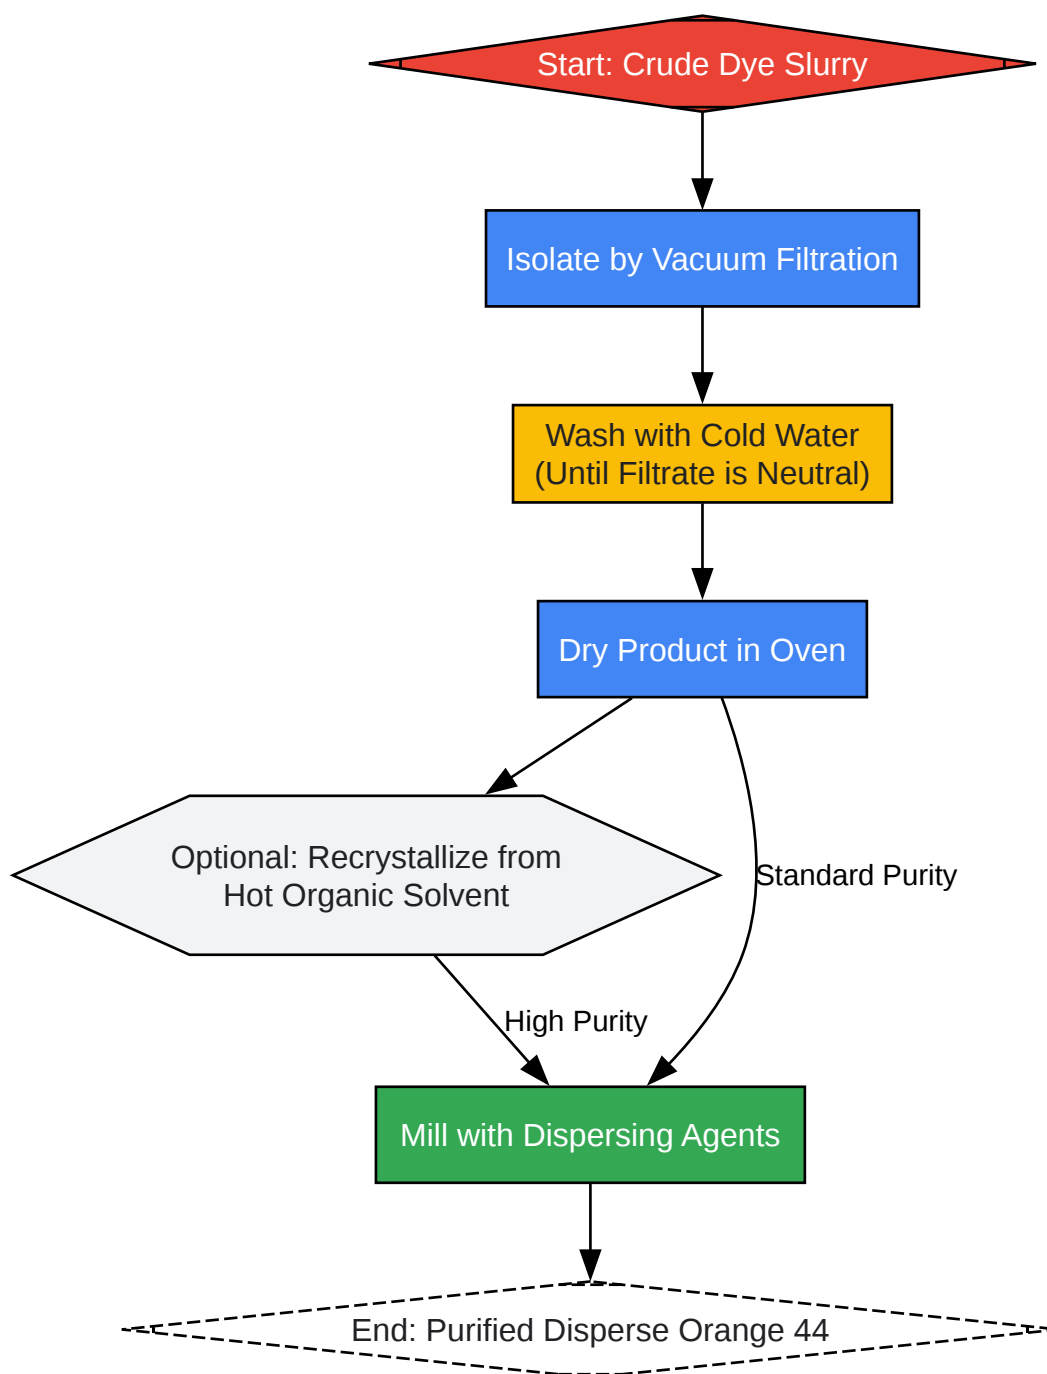 Start: Crude Dye Slurry
Isolate by Vacuum Filtration
Wash with Cold Water
(Until Filtrate is Neutral)
Dry Product in Oven
Optional: Recrystallize from
Hot Organic Solvent
Standard Purity
High Purity
Mill with Dispersing Agents
End: Purified Disperse Orange 44